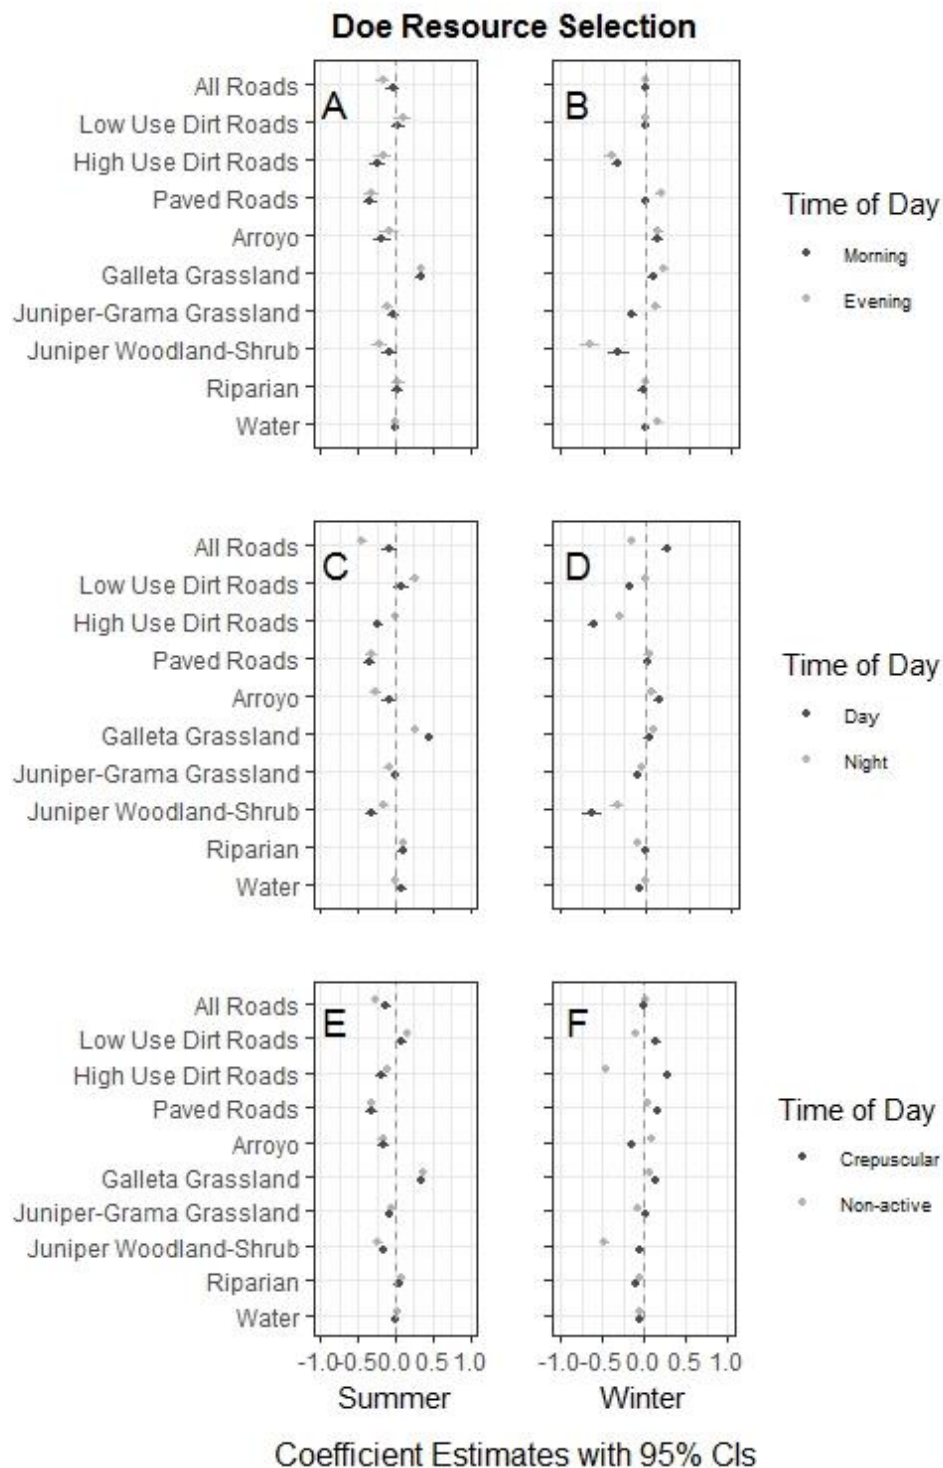 Doe Resource Selection
A
B
All Roads
Low Use Dirt Roads
High Use Dirt Roads
Paved Roads
Arroyo
Galleta Grassland
Juniper-Grama Grassland
Juniper Woodland-Shrub
Riparian
Water
Time of Day
Morning
Evening
C
D
All Roads
Low Use Dirt Roads
High Use Dirt Roads
Paved Roads
Arroyo
Galleta Grassland
Juniper-Grama Grassland
Juniper Woodland-Shrub
Riparian
Water
Time of Day
Day
Night
E
F
All Roads
Low Use Dirt Roads
High Use Dirt Roads
Paved Roads
Arroyo
Galleta Grassland
Juniper-Grama Grassland
Juniper Woodland-Shrub
Riparian
Water
Time of Day
Crepuscular
Non-active
-1.0 -0.5 0.0 0.5 1.0
-1.0 -0.5 0.0 0.5 1.0
Summer
Winter
Coefficient Estimates with 95% CIs